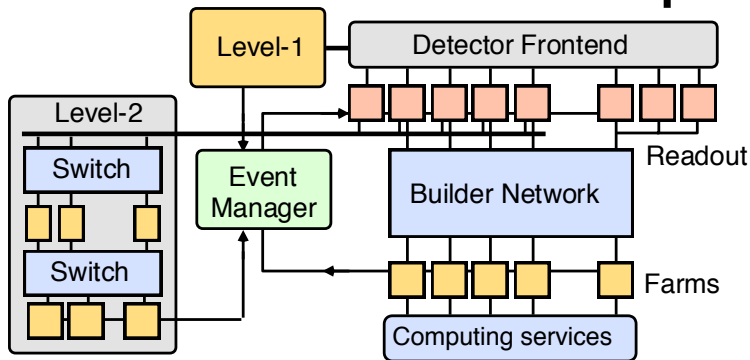 Level-1
Detector Frontend
Level-2
Switch
Event
Manager
Readout
Builder Network
Switch
Farms
Computing services